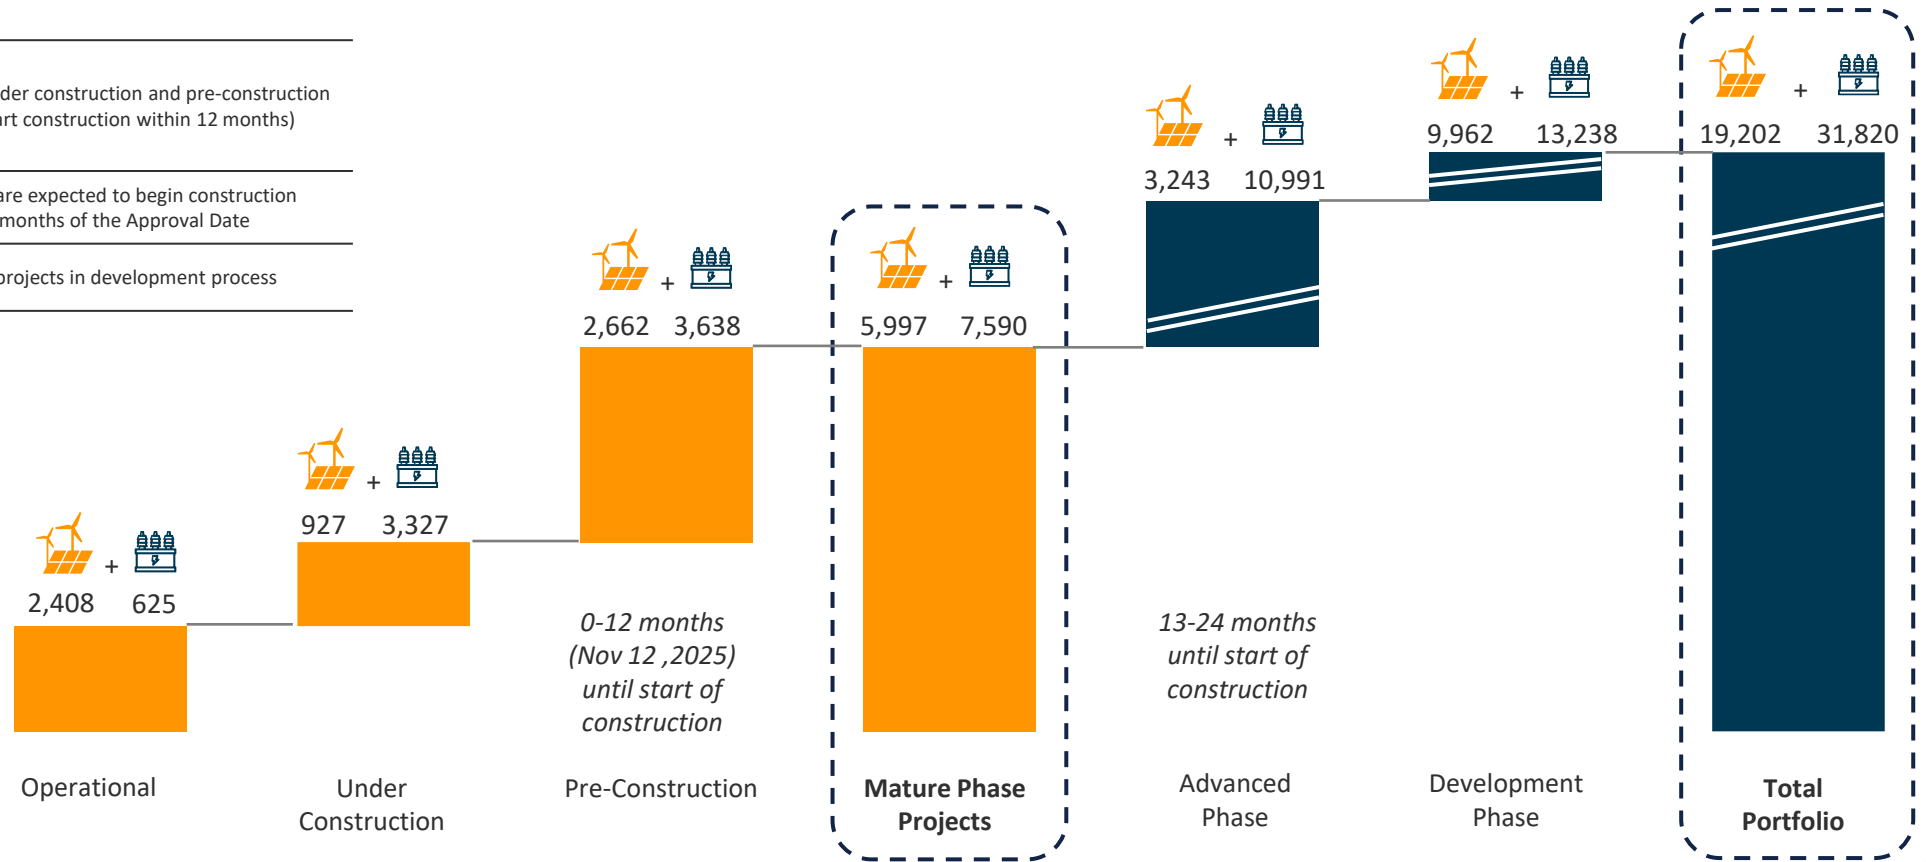 der construction and pre-construction
art construction within 12 months)
are expected to begin construction
months of the Approval Date
projects in development process
2,408 625
+
Operational
927 3,327
+
Under
Construction
2,662 3,638
+
0-12 months
(Nov 12 ,2025)
until start of
construction
Pre-Construction
5,997 7,590
+
Mature Phase
Projects
3,243 10,991
+
13-24 months
until start of
construction
Advanced
Phase
9,962 13,238
+
Development
Phase
19,202 31,820
+
Total
Portfolio